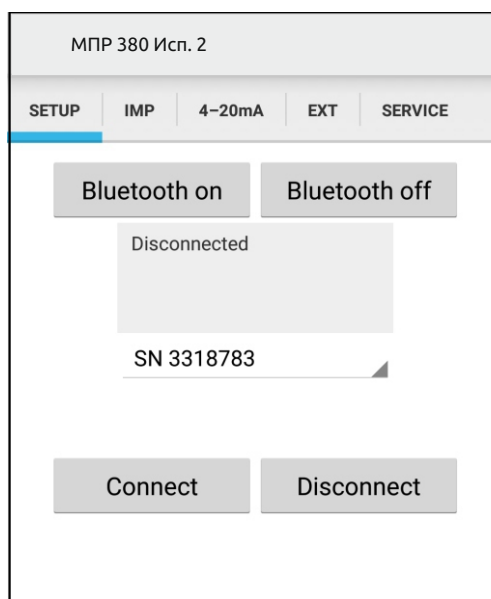 МПР 380 Исп. 2
SETUP IMP 4–20mA EXT SERVICE
Bluetooth on Bluetooth off
Disconnected
SN 3318783
Connect Disconnect